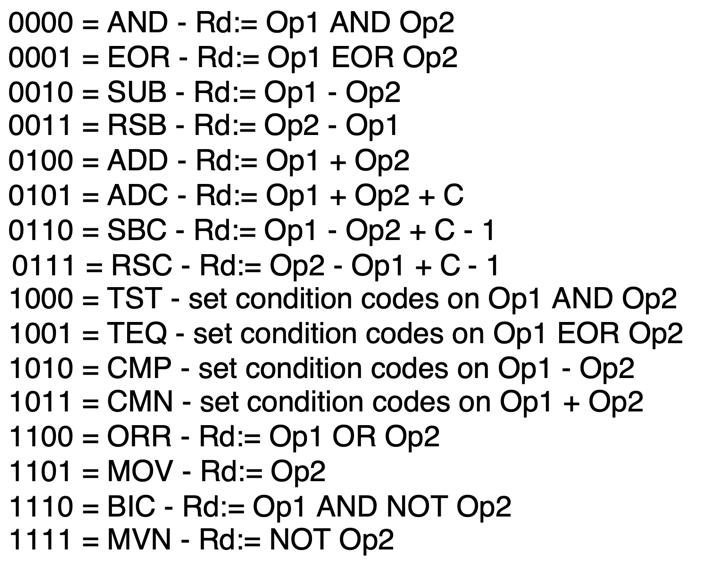 0000 = AND - Rd:= Op1 AND Op2
0001 = EOR - Rd:= Op1 EOR Op2
0010 = SUB - Rd:= Op1 - Op2
0011 = RSB - Rd:= Op2 - Op1
0100 = ADD - Rd:= Op1 + Op2
0101 = ADC - Rd:= Op1 + Op2 + C
0110 = SBC - Rd:= Op1 - Op2 + C - 1
0111 = RSC - Rd:= Op2 - Op1 + C - 1
1000 = TST - set condition codes on Op1 AND Op2
1001 = TEQ - set condition codes on Op1 EOR Op2
1010 = CMP - set condition codes on Op1 - Op2
1011 = CMN - set condition codes on Op1 + Op2
1100 = ORR - Rd:= Op1 OR Op2
1101 = MOV - Rd:= Op2
1110 = BIC - Rd:= Op1 AND NOT Op2
1111 = MVN - Rd:= NOT Op2